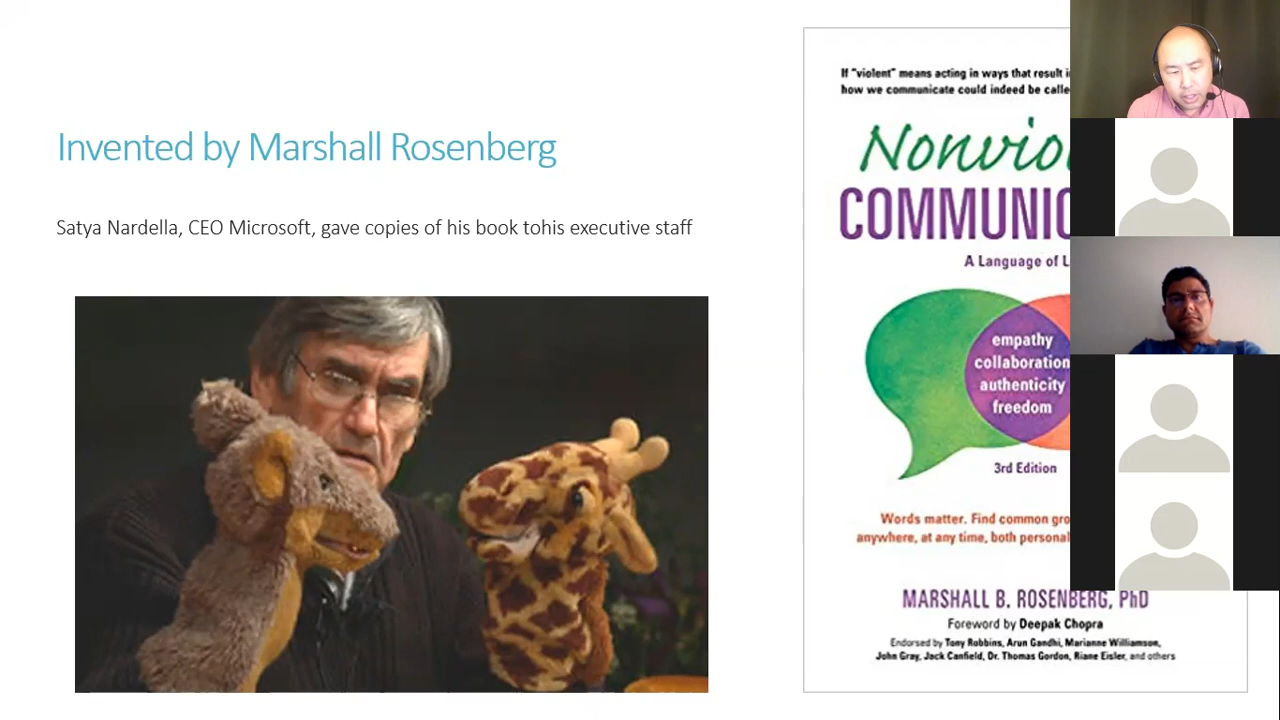 Invented by Marshall Rosenberg
Satya Nardella, CEO Microsoft, gave copies of his book tohis executive staff
If "violent" means acting in ways that result i
how we communicate could indeed be calle
Nonviol
COMMUNIC
A Language of L
empathy
collaboration
authenticity
freedom
3rd Edition
Words matter. Find common gro
anywhere, at any time, both personal
MARSHALL B. ROSENBERG, PhD
Foreword by Deepak Chopra
Endorsed by Tony Robbins, Arun Gandhi, Marianne Williamson,
John Gray, Jack Canfield, Dr. Thomas Gordon, Riane Eisler, and others